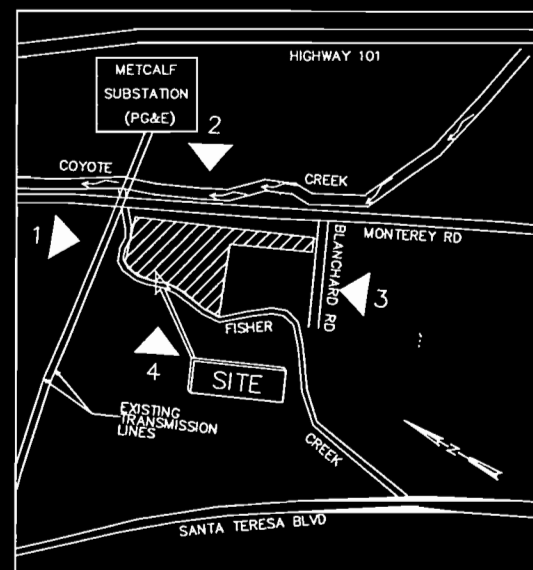 HIGHWAY 101
METCALF
SUBSTATION
(PG&E)
2
COYOTE
CREEK
1
MONTEREY RD
BLANCHARD RD
3
FISHER
4
SITE
EXISTING
TRANSMISSION
LINES
N
CREEK
SANTA TERESA BLVD